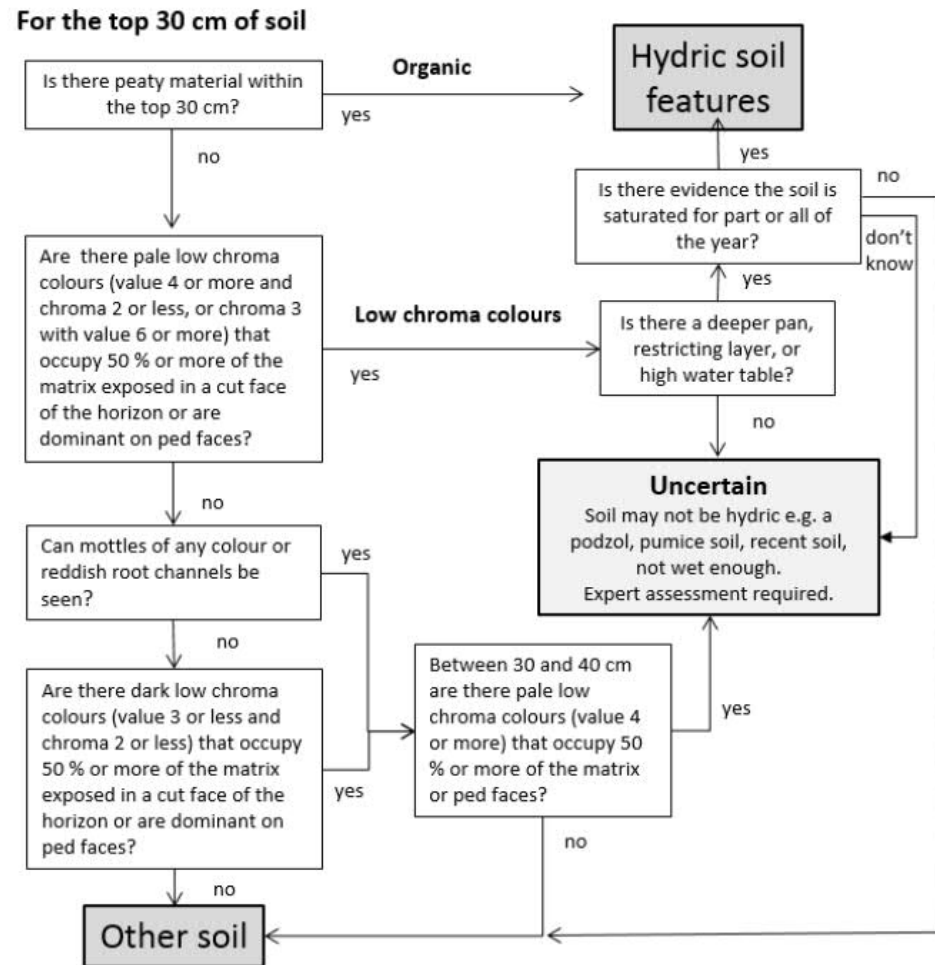 For the top 30 cm of soil
Is there peaty material within
the top 30 cm?
Organic
yes
Hydric soil
features
no
yes
Is there evidence the soil is
saturated for part or all of
the year?
no
don't
know
Are  there pale low chroma
colours (value 4 or more and
chroma 2 or less, or chroma 3
with value 6 or more) that
occupy 50 % or more of the
matrix exposed in a cut face
of the horizon or are
dominant on ped faces?
Low chroma colours
yes
yes
Is there a deeper pan,
restricting layer, or
high water table?
no
no
Uncertain
Soil may not be hydric e.g. a
podzol, pumice soil, recent soil,
not wet enough.
Expert assessment required.
Can mottles of any colour or
reddish root channels be
seen?
yes
no
Are there dark low chroma
colours (value 3 or less and
chroma 2 or less) that occupy
50 % or more of the matrix
exposed in a cut face of the
horizon or are dominant on
ped faces?
yes
Between 30 and 40 cm
are there pale low
chroma colours (value 4
or more) that occupy 50
% or more of the matrix
or ped faces?
yes
no
no
Other soil